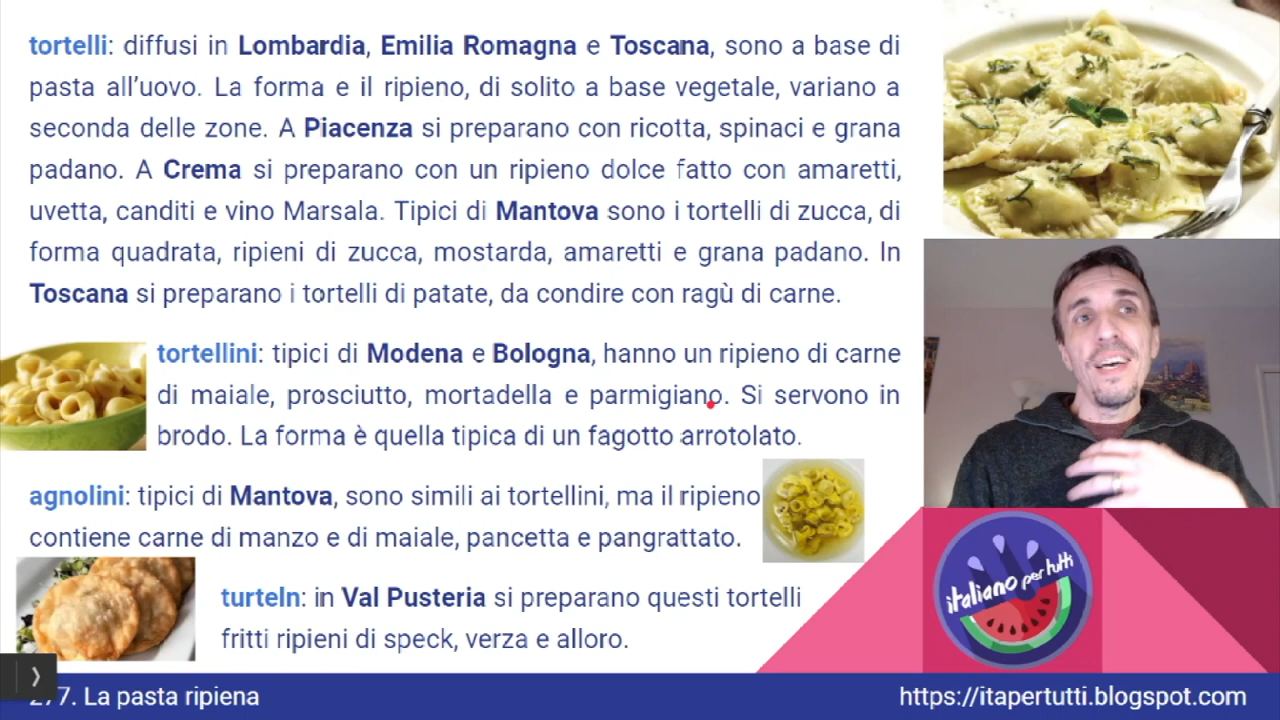 tortelli: diffusi in Lombardia, Emilia Romagna e Toscana, sono a base di
pasta all’uovo. La forma e il ripieno, di solito a base vegetale, variano a
seconda delle zone. A Piacenza si preparano con ricotta, spinaci e grana
padano. A Crema si preparano con un ripieno dolce fatto con amaretti,
uvetta, canditi e vino Marsala. Tipici di Mantova sono i tortelli di zucca, di
forma quadrata, ripieni di zucca, mostarda, amaretti e grana padano. In
Toscana si preparano i tortelli di patate, da condire con ragù di carne.
tortellini: tipici di Modena e Bologna, hanno un ripieno di carne
di maiale, prosciutto, mortadella e parmigiano. Si servono in
brodo. La forma è quella tipica di un fagotto arrotolato.
agnolini: tipici di Mantova, sono simili ai tortellini, ma il ripieno
contiene carne di manzo e di maiale, pancetta e pangrattato.
turteln: in Val Pusteria si preparano questi tortelli
fritti ripieni di speck, verza e alloro.
italiano per tutti
277. La pasta ripiena
https://itapertutti.blogspot.com